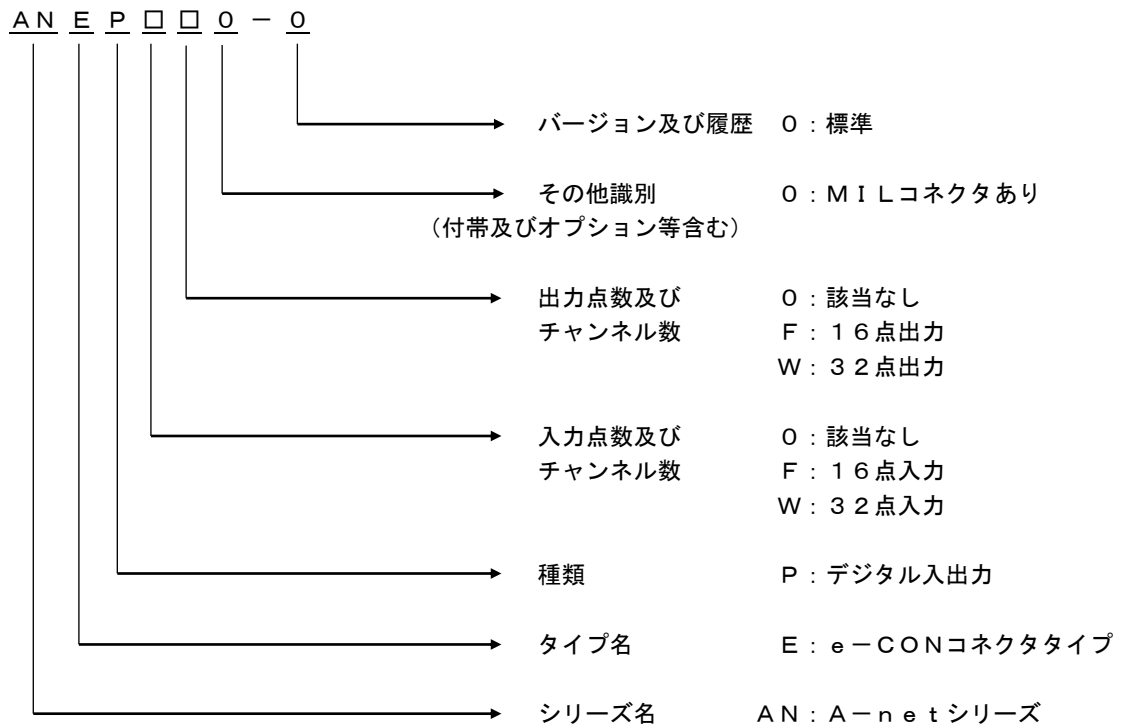 ＡＮ Ｅ Ｐ □ □ ０ － ０
バージョン及び履歴　０：標準
その他識別　０：ＭＩＬコネクタあり
（付帯及びオプション等含む）
出力点数及び　０：該当なし
チャンネル数　Ｆ：１６点出力
Ｗ：３２点出力
入力点数及び　０：該当なし
チャンネル数　Ｆ：１６点入力
Ｗ：３２点入力
種類　Ｐ：デジタル入出力
タイプ名　Ｅ：ｅ－ＣＯＮコネクタタイプ
シリーズ名　ＡＮ：Ａ－ｎｅｔシリーズ